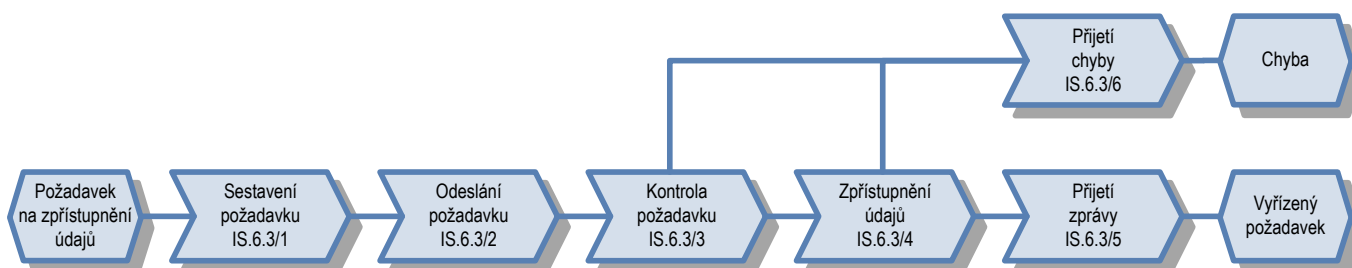 Přijetí
chyby
IS.6.3/6
Chyba
Požadavek
na zpřístupnění
údajů
Sestavení
požadavku
IS.6.3/1
Odeslání
požadavku
IS.6.3/2
Kontrola
požadavku
IS.6.3/3
Zpřístupnění
údajů
IS.6.3/4
Přijetí
zprávy
IS.6.3/5
Vyřízený
požadavek